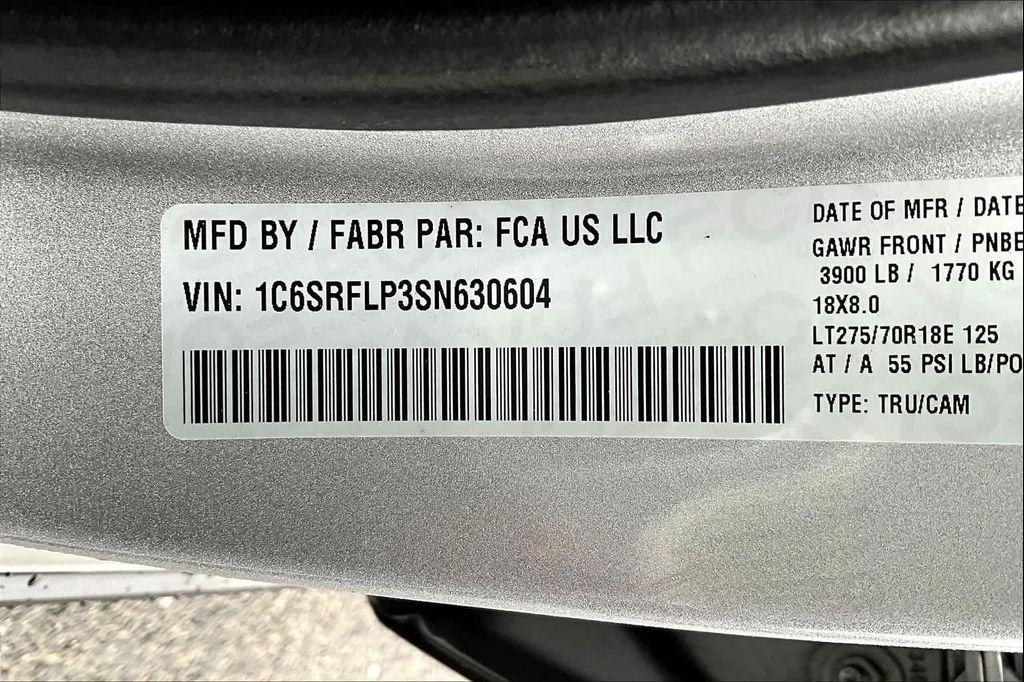 MFD BY / FABR PAR: FCA US LLC
VIN: 1C6SRFLP3SN630604
DATE OF MFR / DATE
GAWR FRONT / PNBE
3900 LB / 1770 KG
18X8.0
LT275/70R18E 125
AT / A 55 PSI LB/PO
TYPE: TRU/CAM